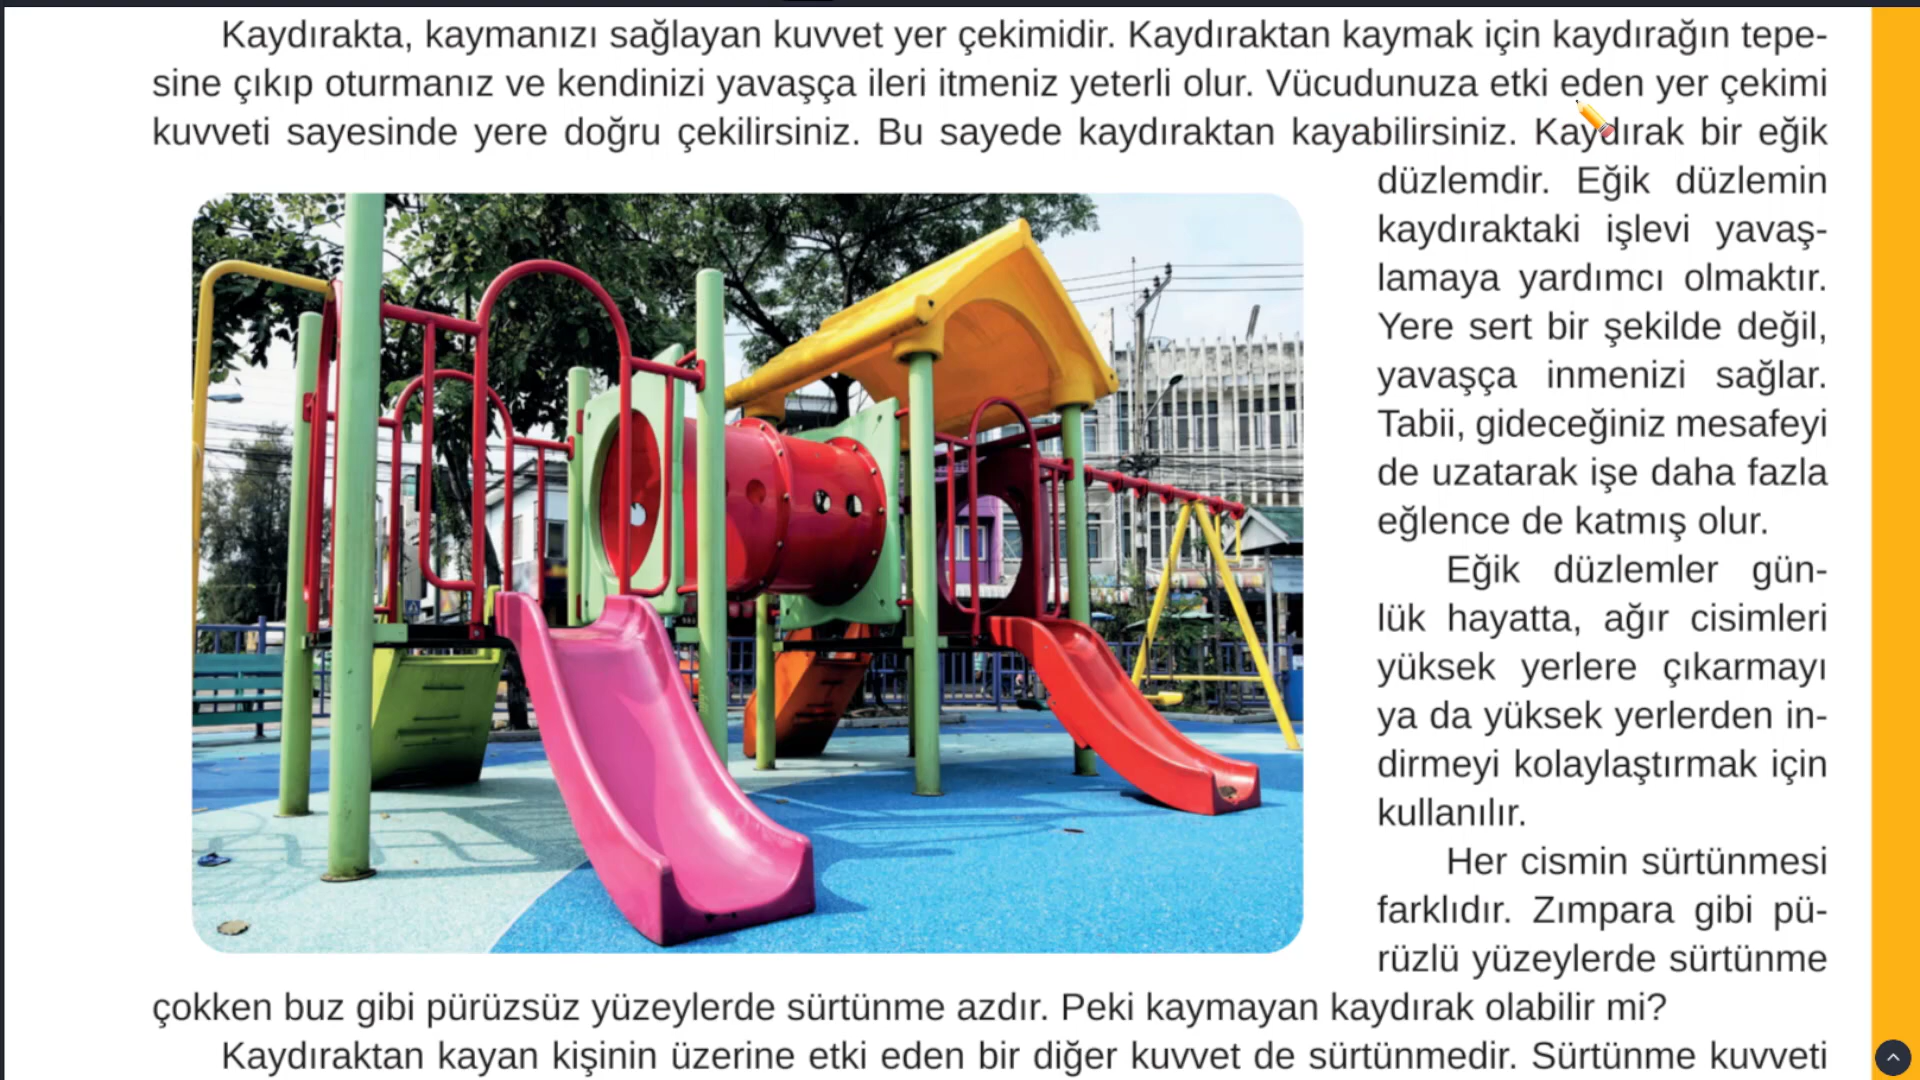 Kaydırakta, kaymanızı sağlayan kuvvet yer çekimidir. Kaydıraktan kaymak için kaydırağın tepe-
sine çıkıp oturmanız ve kendinizi yavaşça ileri itmeniz yeterli olur. Vücudunuza etki eden yer çekimi
kuvveti sayesinde yere doğru çekilirsiniz. Bu sayede kaydıraktan kayabilirsiniz. Kaydırak bir eğik
düzlemdir. Eğik düzlemin
kaydıraktaki işlevi yavaş-
lamaya yardımcı olmaktır.
Yere sert bir şekilde değil,
yavaşça inmenizi sağlar.
Tabii, gideceğiniz mesafeyi
de uzatarak işe daha fazla
eğlence de katmış olur.
Eğik düzlemler gün-
lük hayatta, ağır cisimleri
yüksek yerlere çıkarmayı
ya da yüksek yerlerden in-
dirmeyi kolaylaştırmak için
kullanılır.
Her cismin sürtünmesi
farklıdır. Zımpara gibi pü-
rüzlü yüzeylerde sürtünme
çokken buz gibi pürüzsüz yüzeylerde sürtünme azdır. Peki kaymayan kaydırak olabilir mi?
Kaydıraktan kayan kişinin üzerine etki eden bir diğer kuvvet de sürtünmedir. Sürtünme kuvveti